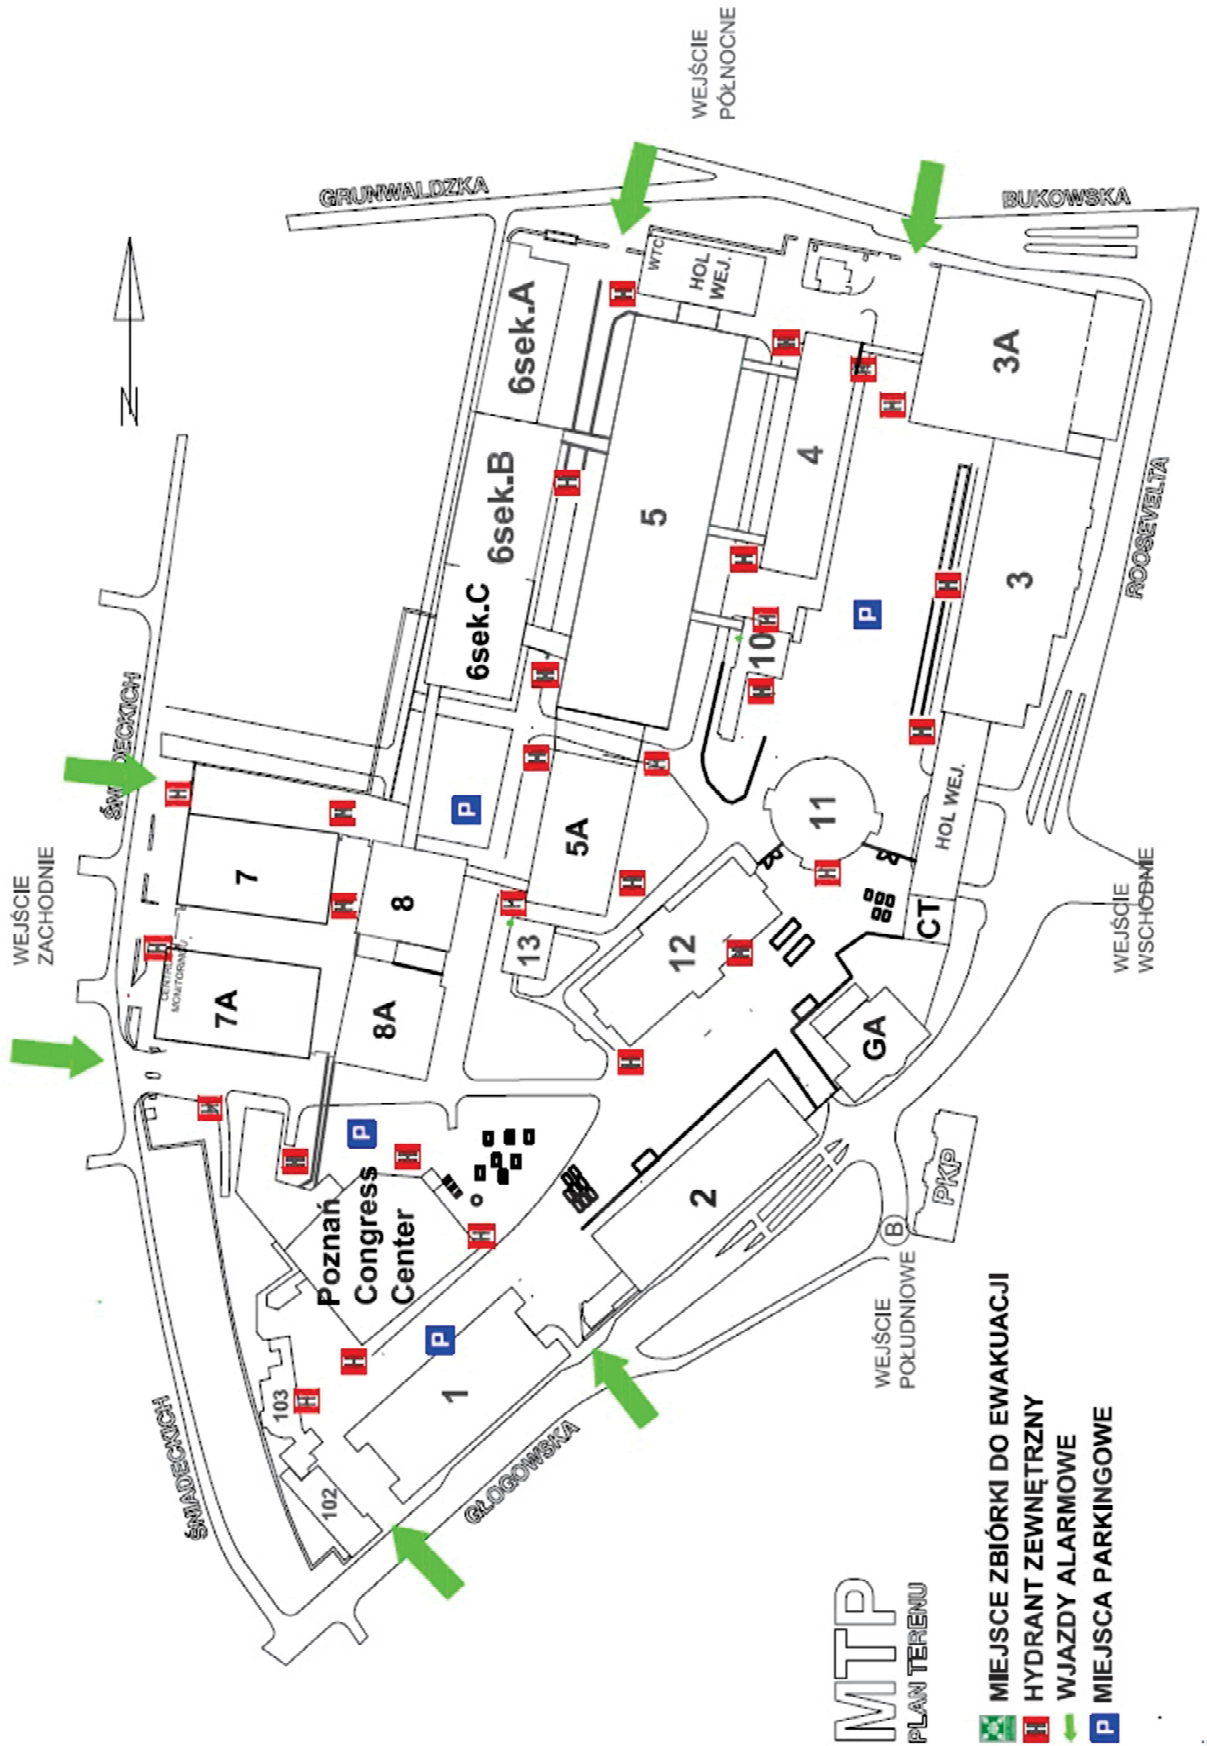 WEJŚCIE
PÓŁNOCNE
GRUNWALDZKA
BUKOWSKA
N
WTC
HOL
WEJ.
6sek.A
3A
6sek.B
4
5
ROOSEVELTA
3
6sek.C
10
ŚNIADECKICH
P
H
7
8
5A
11
HOL WEJ.
WEJŚCIE
ZACHODNIE
WEJŚCIE
WSCHODNIE
CT
13
12
CENTRUM
MONITORINGU
7A
8A
GA
Poznań
Congress
Center
2
PKP
B
WEJŚCIE
POŁUDNIOWE
1
103
102
ŚNIADECKICH
GŁOGOWSKA
MTP
PLAN TERENU
MIEJSCE ZBIÓRKI DO EWAKUACJI
H HYDRANT ZEWNĘTRZNY
WJAZDY ALARMOWE
P MIEJSCA PARKINGOWE